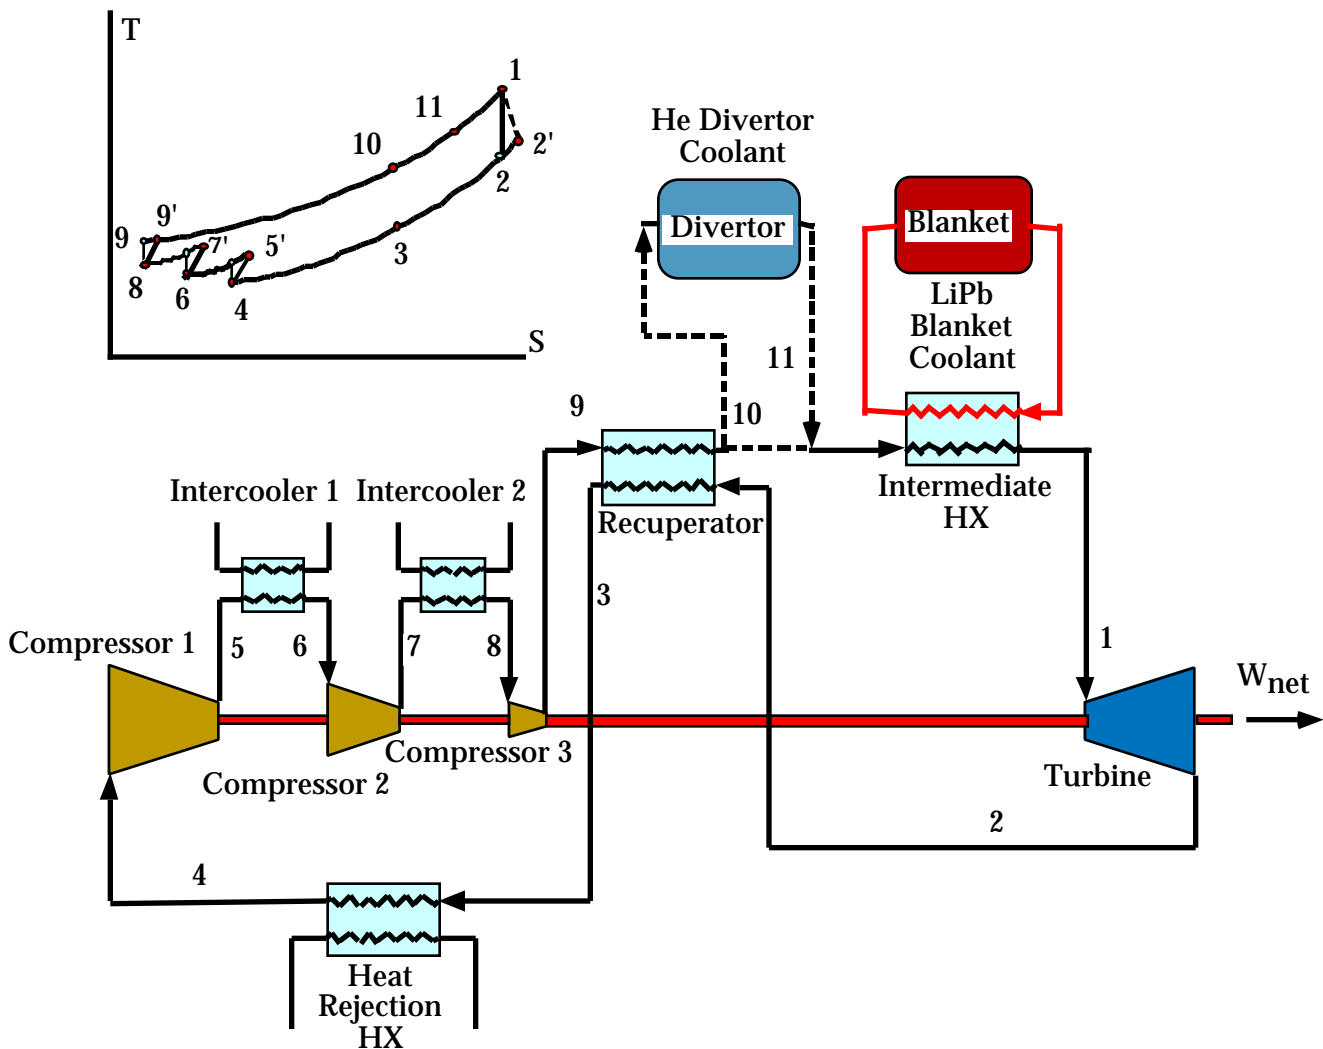 T
1
11
10
2'
2
9'
9
7'
5'
3
8
6
4
S
He Divertor
Coolant
Divertor
Blanket
LiPb
Blanket
Coolant
11
9
10
Intercooler 1
Intercooler 2
Recuperator
Intermediate
HX
3
Compressor 1
5
6
7
8
1
W_net
Compressor 2
Compressor 3
Turbine
2
4
Heat
Rejection
HX